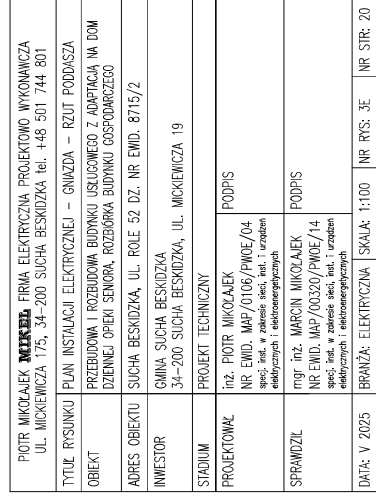 PIOTR MIKOŁAJEK MIKEL FIRMA ELEKTRYCZNA PROJEKTOWO WYKONAWCZA
UL. MICKIEWICZA 175, 34-200 SUCHA BESKIDZKA tel. +48 501 744 801
TYTUŁ RYSUNKU PLAN INSTALACJI ELEKTRYCZNEJ - GNIAZDA - RZUT PODDASZA
OBIEKT PRZEBUDOWA I ROZBUDOWA BUDYNKU USŁUGOWEGO Z ADAPTACJĄ NA DOM
DZIENNEJ OPIEKI SENIORA, ROZBIÓRKA BUDYNKU GOSPODARCZEGO
ADRES OBIEKTU SUCHA BESKIDZKA, UL. ROLE 52 DZ. NR EWID. 8715/2
INWESTOR GMINA SUCHA BESKIDZKA
34-200 SUCHA BESKIDZKA, UL. MICKIEWICZA 19
STADIUM PROJEKT TECHNICZNY
PROJEKTOWAŁ inż. PIOTR MIKOŁAJEK PODPIS
NR EWID. MAP/0106/PWOE/04
specj. inst. w zakresie sieci, inst. i urządzeń
elektrycznych i elektroenergetycznych
SPRAWDZIŁ mgr inż. MARCIN MIKOŁAJEK PODPIS
NR EWID. MAP/00320/PWOE/14
specj. inst. w zakresie sieci, inst. i urządzeń
elektrycznych i elektroenergetycznych
DATA: V 2025 BRANŻA: ELEKTRYCZNA SKALA: 1:100 NR RYS: 3E NR STR: 20